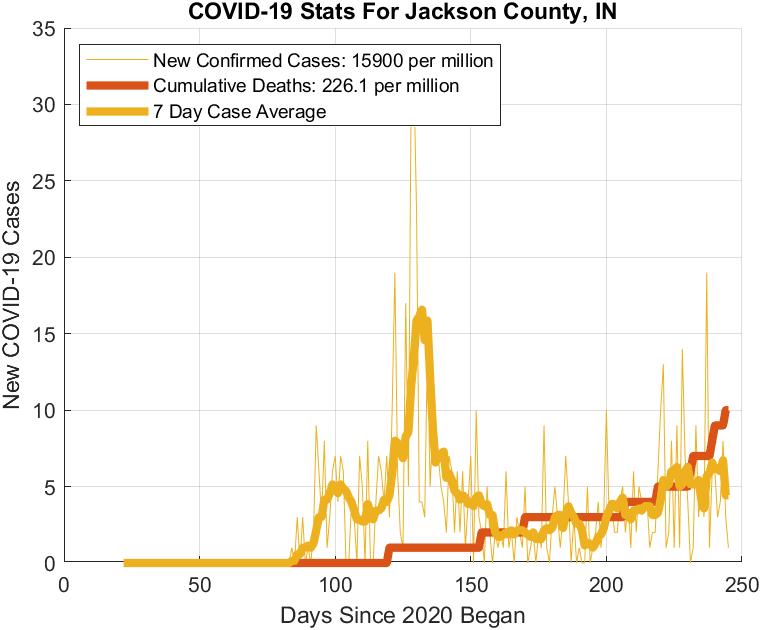 COVID-19 Stats For Jackson County, IN
New Confirmed Cases: 15900 per million
Cumulative Deaths: 226.1 per million
7 Day Case Average
New COVID-19 Cases
35
30
25
20
15
10
5
0
0 50 100 150 200 250
Days Since 2020 Began